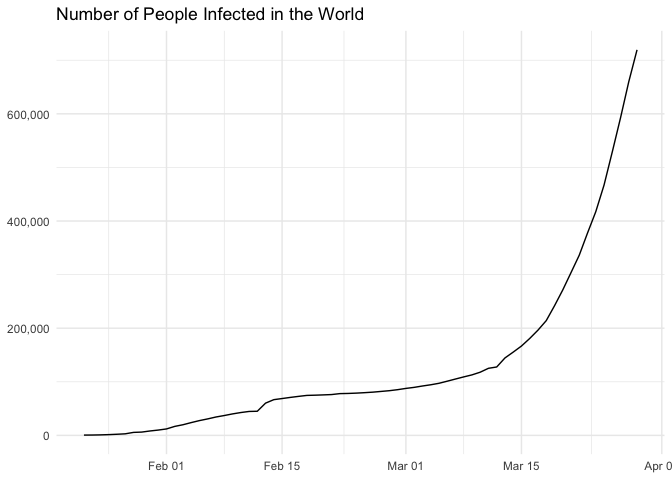 Number of People Infected in the World
600,000
400,000
200,000
0
Feb 01
Feb 15
Mar 01
Mar 15
Apr 0